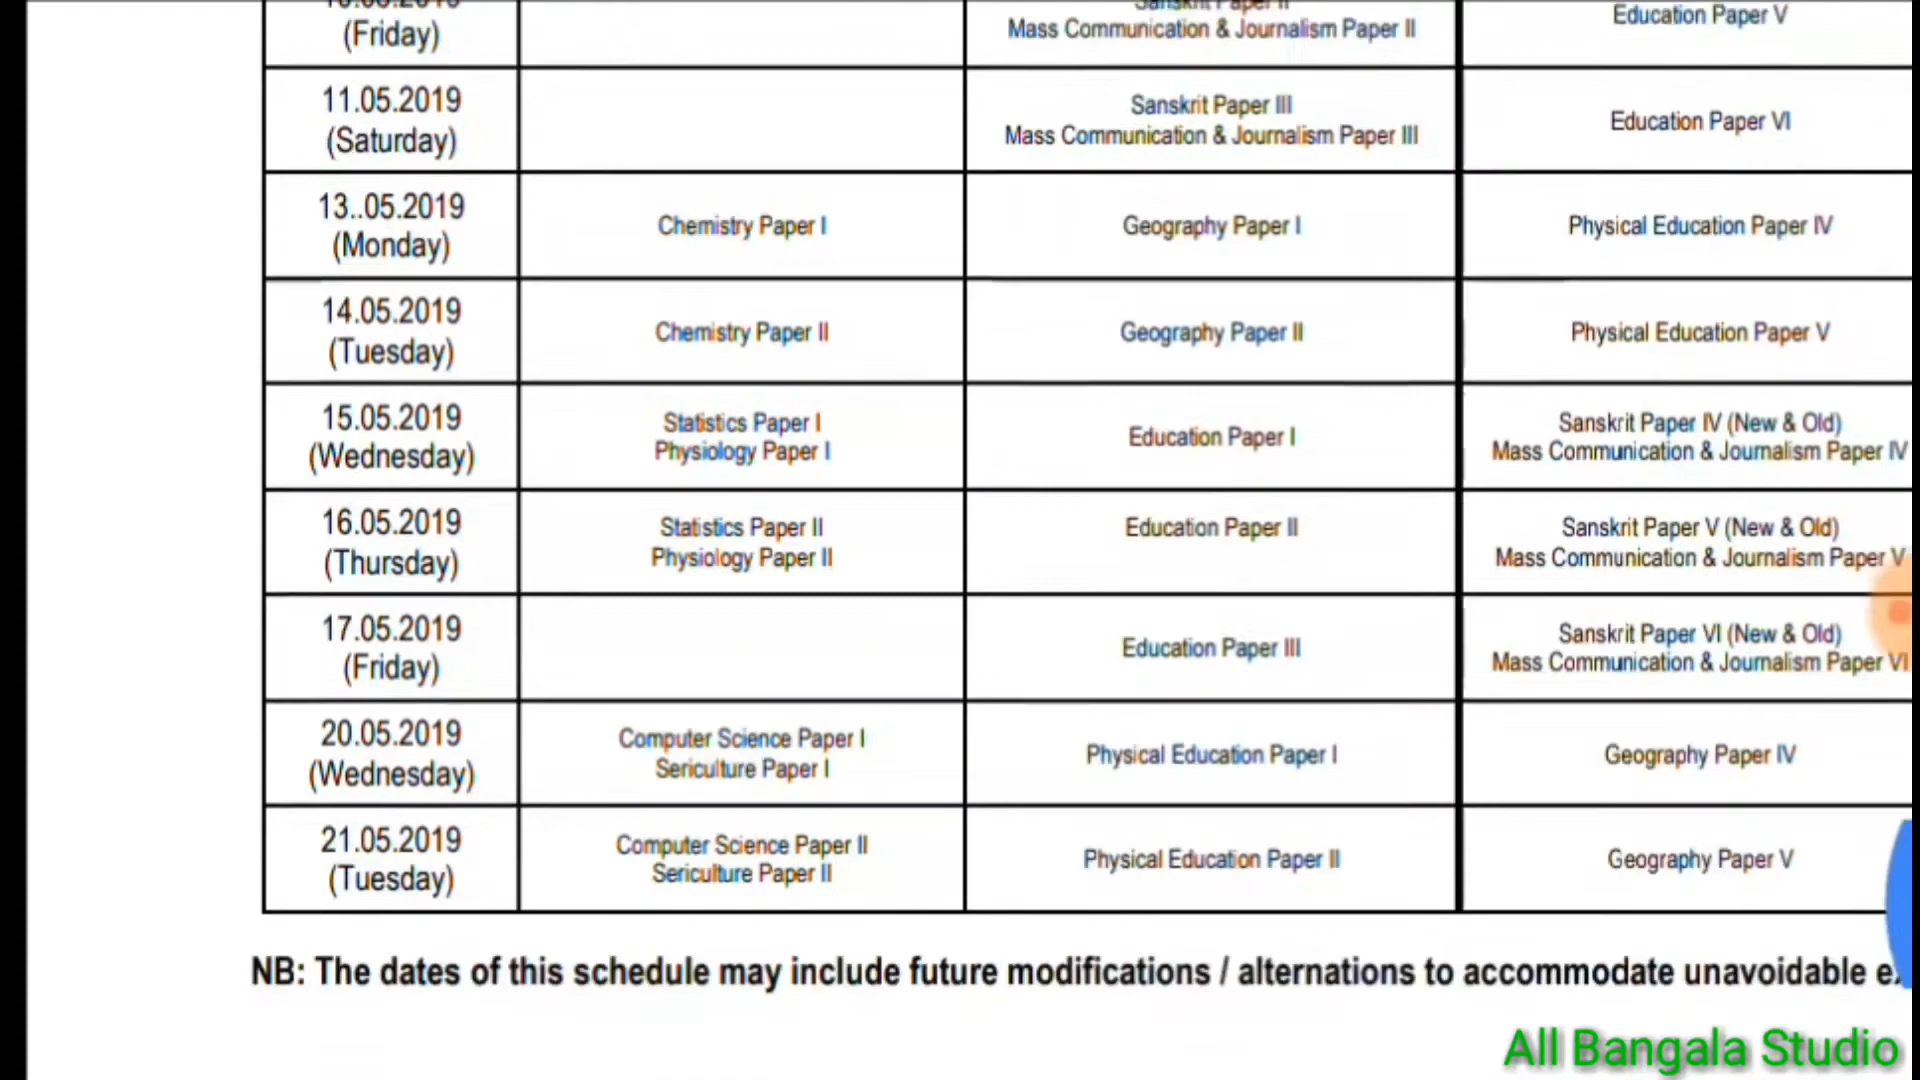 (Friday)
Mass Communication & Journalism Paper II
Education Paper V
11.05.2019
(Saturday)
Sanskrit Paper III
Mass Communication & Journalism Paper III
Education Paper VI
13..05.2019
(Monday)
Chemistry Paper I
Geography Paper I
Physical Education Paper IV
14.05.2019
(Tuesday)
Chemistry Paper II
Geography Paper II
Physical Education Paper V
15.05.2019
(Wednesday)
Statistics Paper I
Physiology Paper I
Education Paper I
Sanskrit Paper IV (New & Old)
Mass Communication & Journalism Paper IV
16.05.2019
(Thursday)
Statistics Paper II
Physiology Paper II
Education Paper II
Sanskrit Paper V (New & Old)
Mass Communication & Journalism Paper V
17.05.2019
(Friday)
Education Paper III
Sanskrit Paper VI (New & Old)
Mass Communication & Journalism Paper VI
20.05.2019
(Wednesday)
Computer Science Paper I
Sericulture Paper I
Physical Education Paper I
Geography Paper IV
21.05.2019
(Tuesday)
Computer Science Paper II
Sericulture Paper II
Physical Education Paper II
Geography Paper V
NB: The dates of this schedule may include future modifications / alternations to accommodate unavoidable
All Bangala Studio